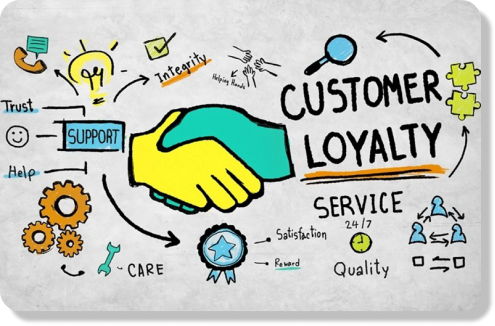 Integrity
Helping Hands
CUSTOMER
LOYALTY
Trust
SUPPORT
Help
SERVICE
24/7
Satisfaction
Reward
Quality
CARE